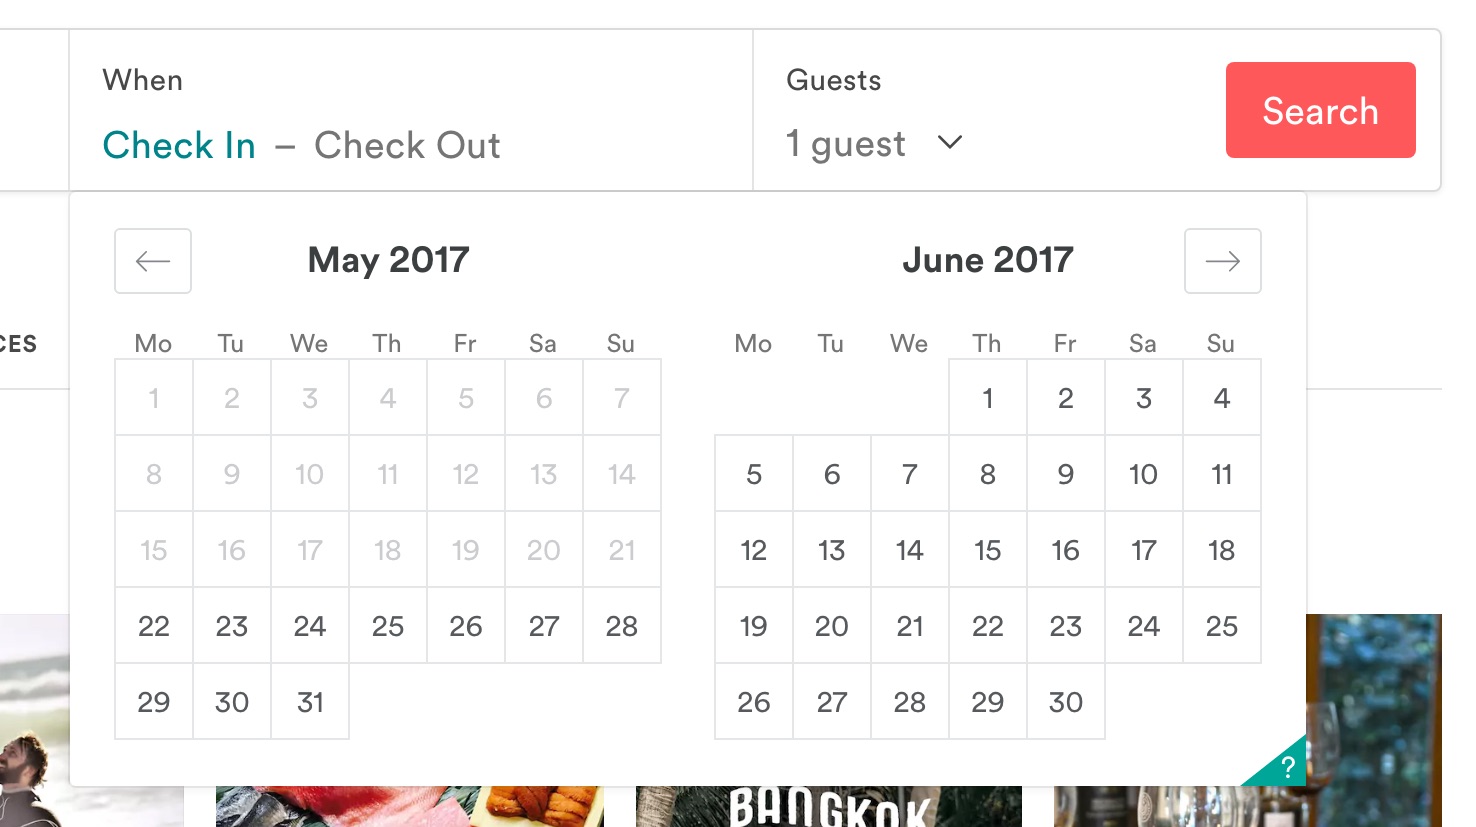 When
Check In – Check Out
Guests
1 guest
Search
May 2017
June 2017
CES
Mo Tu We Th Fr Sa Su
1 2 3 4 5 6 7
8 9 10 11 12 13 14
15 16 17 18 19 20 21
22 23 24 25 26 27 28
29 30 31
Mo Tu We Th Fr Sa Su
1 2 3 4
5 6 7 8 9 10 11
12 13 14 15 16 17 18
19 20 21 22 23 24 25
26 27 28 29 30
?
BANGKOK